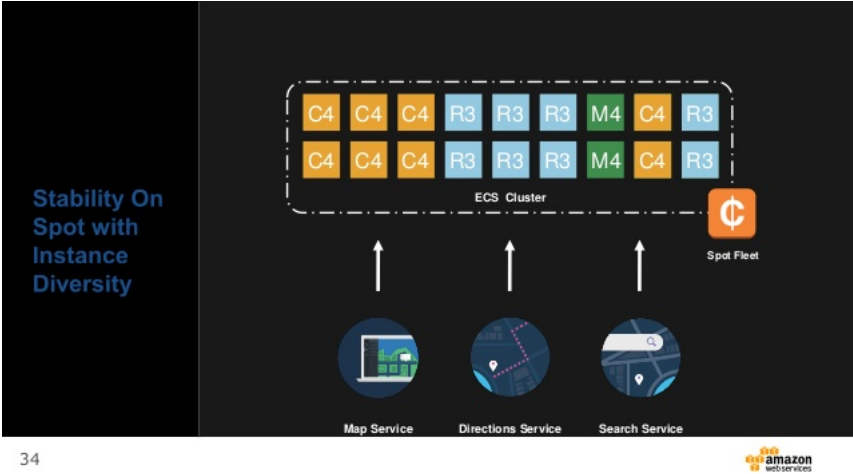 Stability On
Spot with
Instance
Diversity
C4 C4 C4 R3 R3 R3 M4 C4 R3
C4 C4 C4 R3 R3 R3 M4 C4 R3
ECS Cluster
₵
Spot Fleet
Map Service
Directions Service
Search Service
34
amazon
webservices